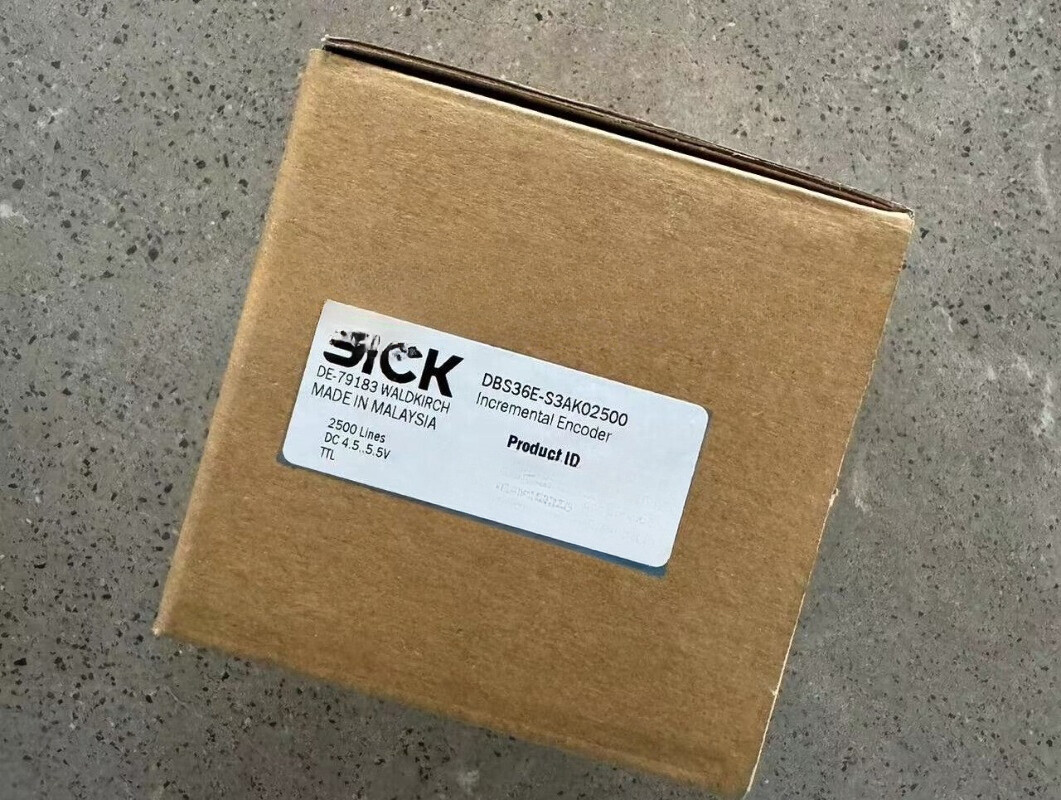 SICK
DE-79183 WALDKIRCH
MADE IN MALAYSIA
2500 Lines
DC 4.5..5.5V
TTL
DBS36E-S3AK02500
Incremental Encoder
Product ID